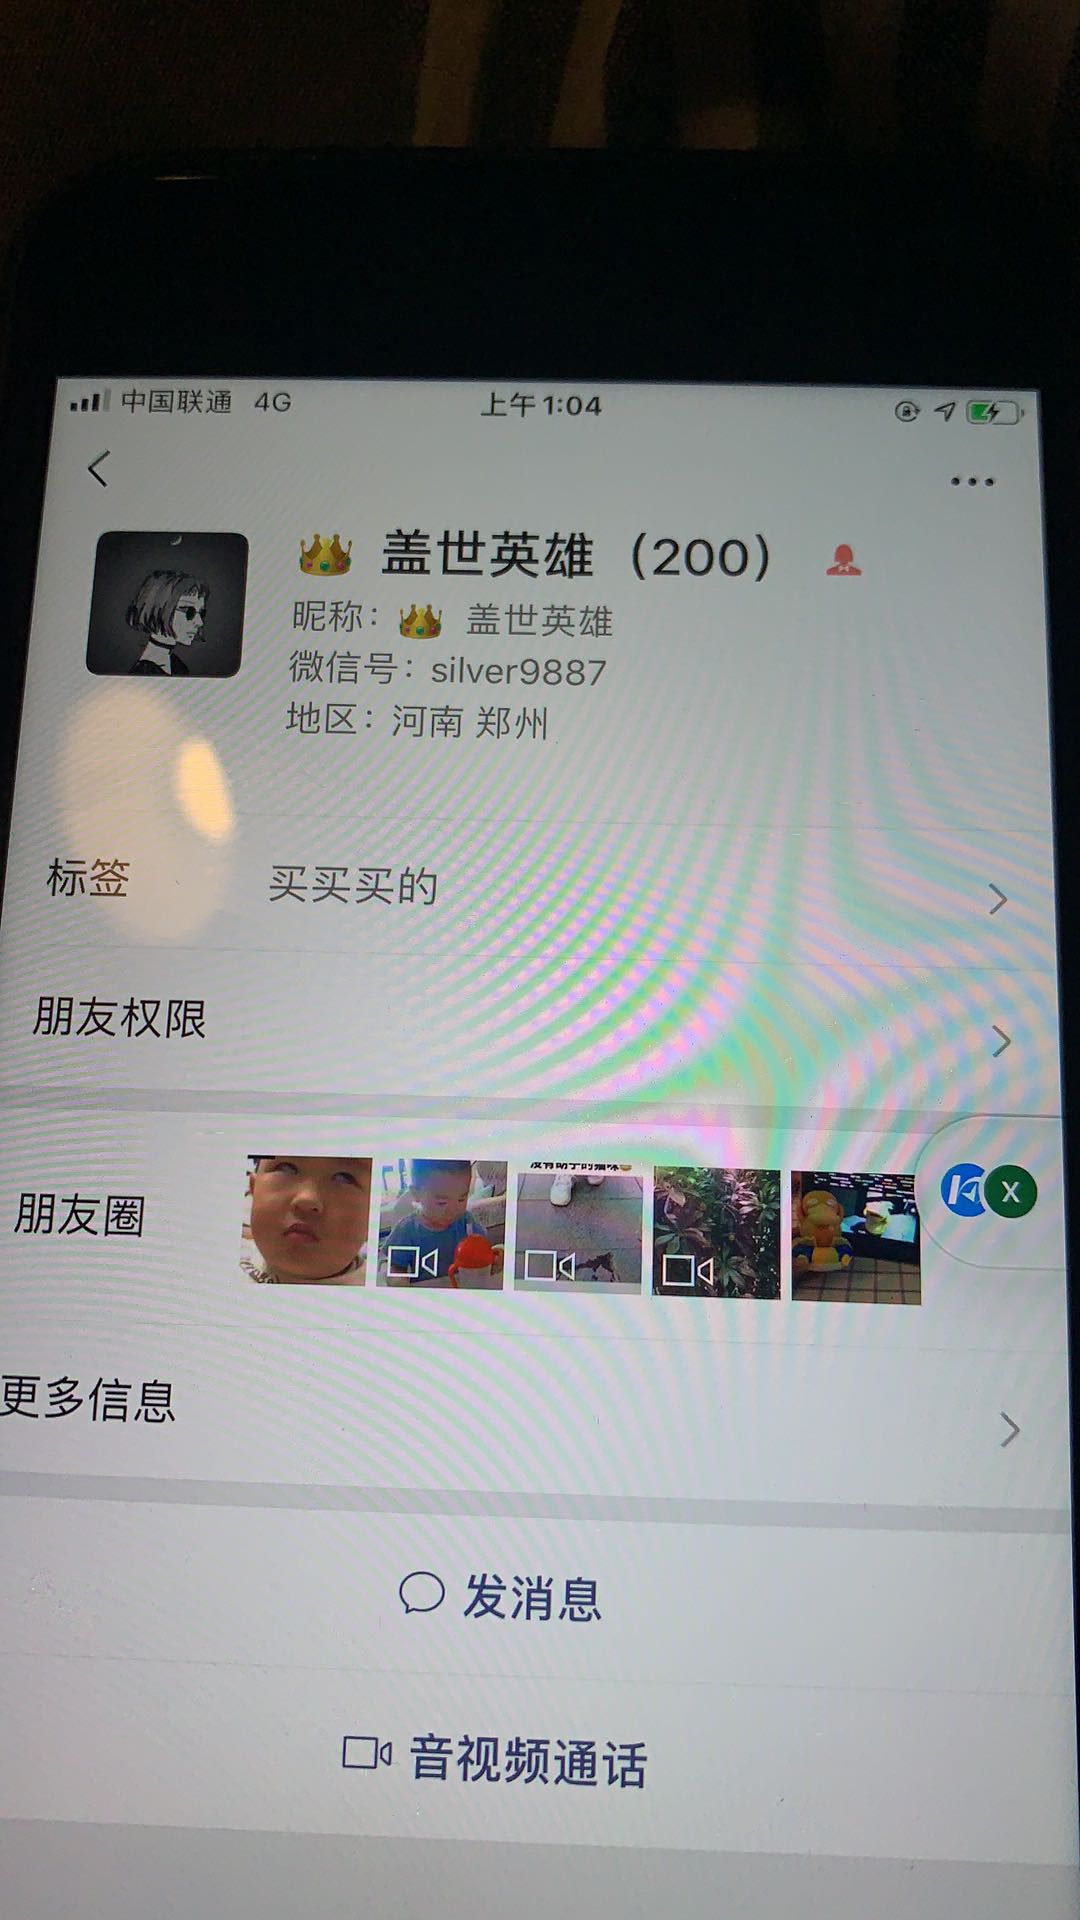 中国联通 4G 上午1:04
👑 盖世英雄（200）
昵称：👑 盖世英雄
微信号：silver9887
地区：河南 郑州
标签 买买买的
朋友权限
朋友圈
X
更多信息
发消息
音视频通话